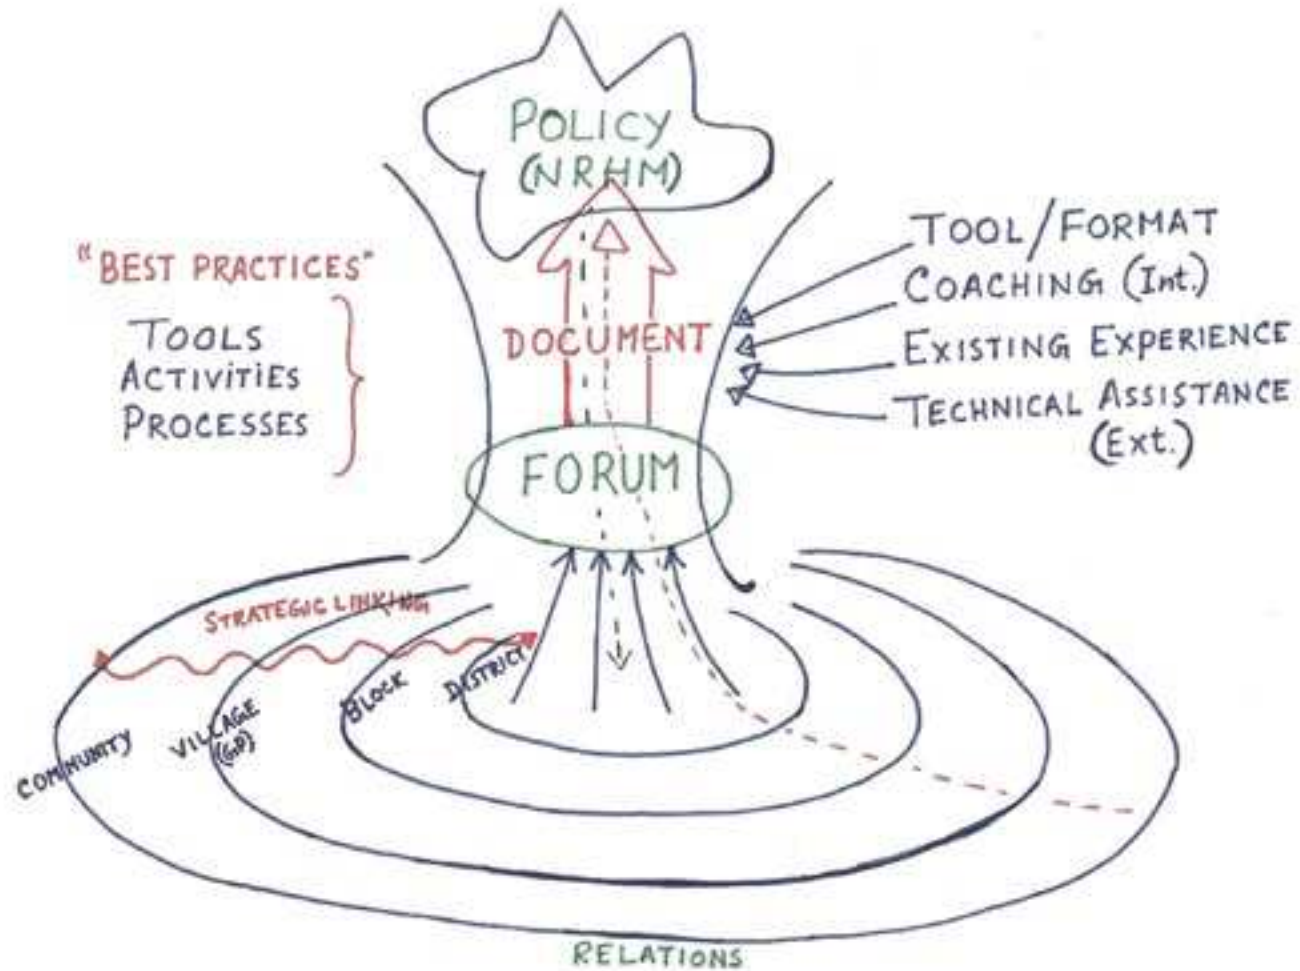 POLICY
(NRHM)
"BEST PRACTICES"
TOOLS
ACTIVITIES
PROCESSES
DOCUMENT
TOOL/FORMAT
COACHING (Int.)
EXISTING EXPERIENCE
TECHNICAL ASSISTANCE
(Ext.)
FORUM
STRATEGIC LINKING
COMMUNITY
VILLAGE
(GP)
BLOCK
DISTRICT
RELATIONS